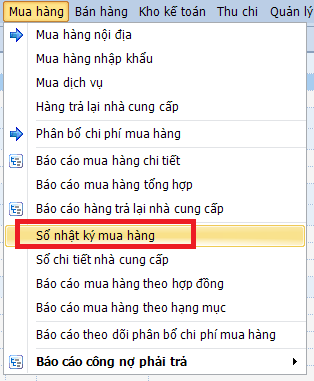 Mua hàng Bán hàng Kho kế toán Thu chi Quản lý
Mua hàng nội địa
Mua hàng nhập khẩu
Mua dịch vụ
Hàng trả lại nhà cung cấp
Phân bổ chi phí mua hàng
Báo cáo mua hàng chi tiết
Báo cáo mua hàng tổng hợp
Báo cáo hàng trả lại nhà cung cấp
Sổ nhật ký mua hàng
Sổ chi tiết nhà cung cấp
Báo cáo mua hàng theo hợp đồng
Báo cáo mua hàng theo hạng mục
Báo cáo theo dõi phân bổ chi phí mua hàng
Báo cáo công nợ phải trả